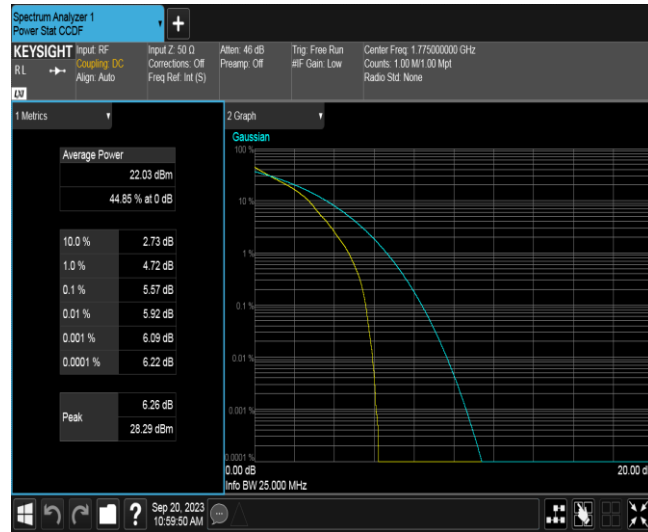 Spectrum Analyzer 1
Power Stat CCDF
KEYSIGHT
RL
LXI
Input: RF
Coupling: DC
Align: Auto
Input Z: 50 Ω
Corrections: Off
Freq Ref: Int (S)
Atten: 46 dB
Preamp: Off
Trig: Free Run
#IF Gain: Low
Center Freq: 1.775000000 GHz
Counts: 1.00 M/1.00 Mpt
Radio Std: None
1 Metrics
Average Power
22.03 dBm
44.85 % at 0 dB
10.0 % 2.73 dB
1.0 % 4.72 dB
0.1 % 5.57 dB
0.01 % 5.92 dB
0.001 % 6.09 dB
0.0001 % 6.22 dB
Peak
6.26 dB
28.29 dBm
2 Graph
Gaussian
100 %
10 %
1 %
0.1 %
0.01 %
0.001 %
0.0001 %
0.00 dB
20.00 d
Info BW 25.000 MHz
Sep 20, 2023
10:59:50 AM